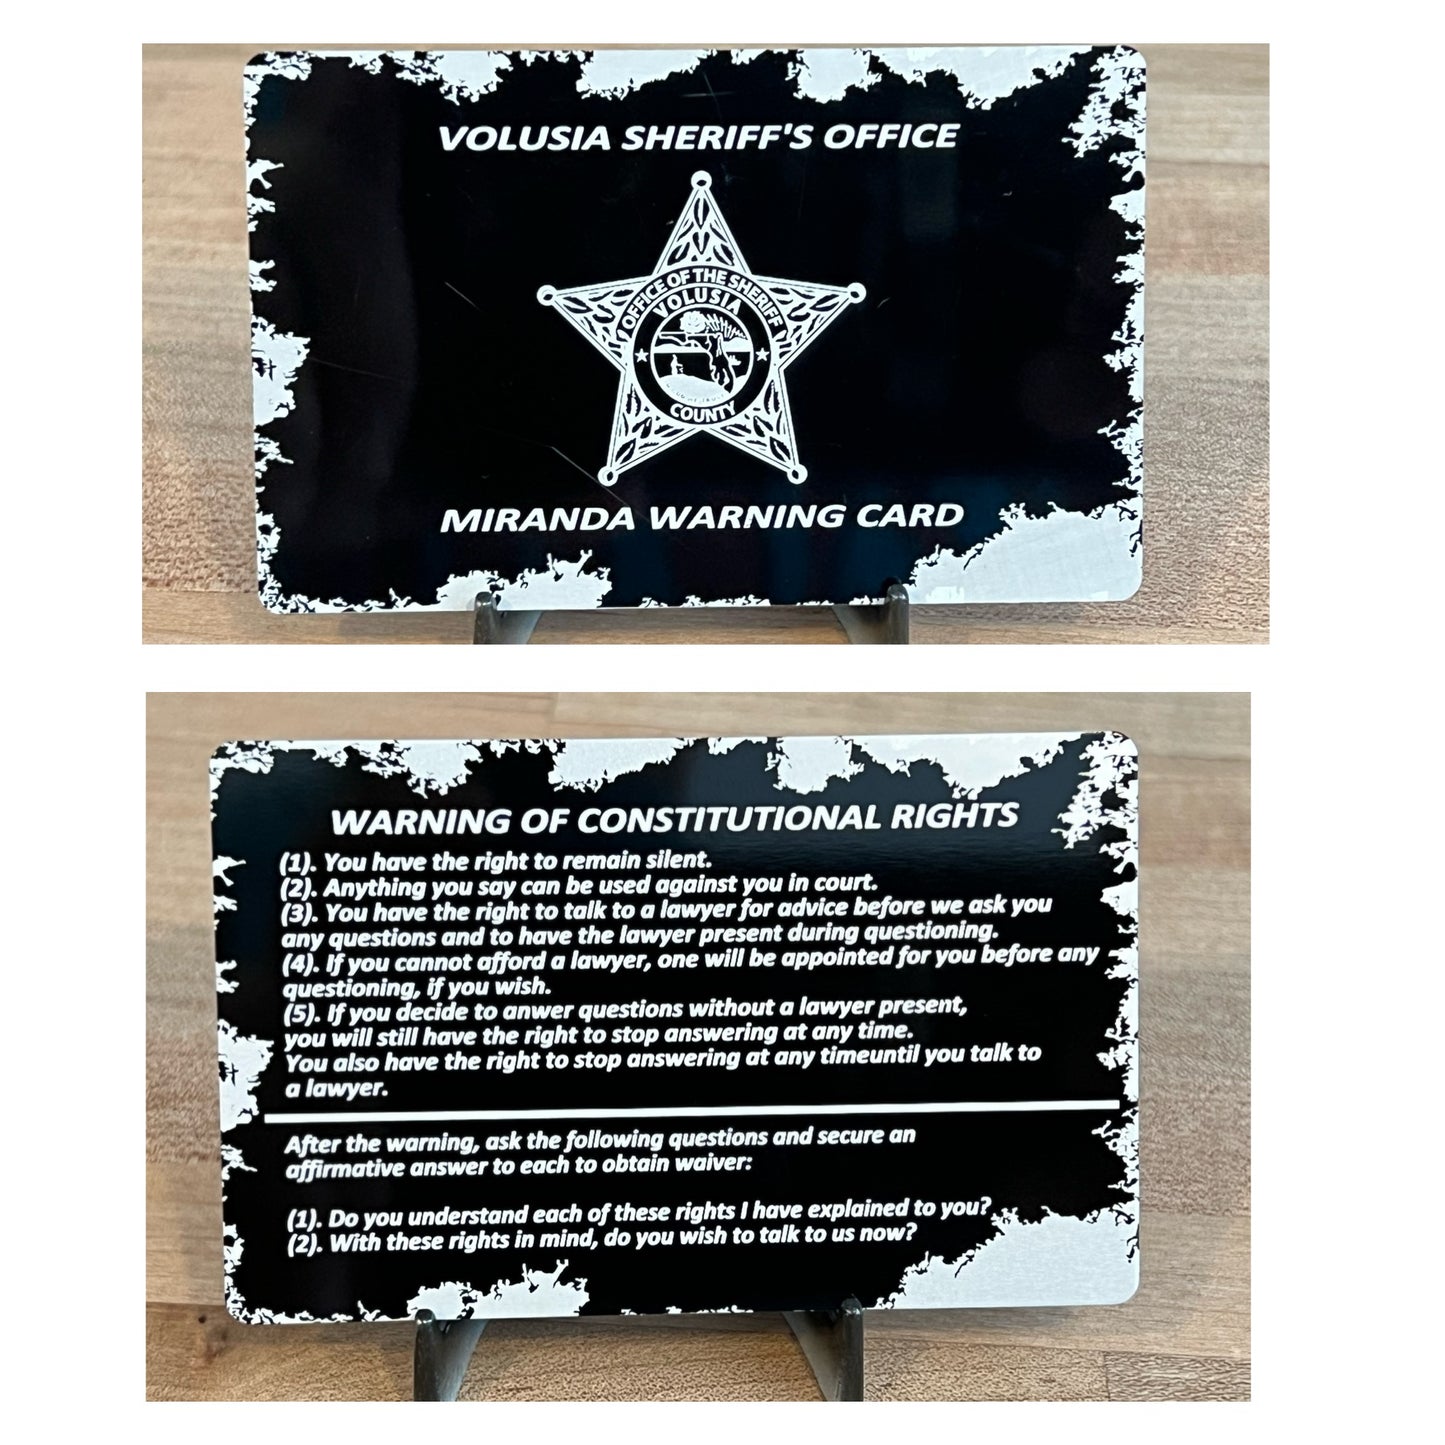 VOLUSIA SHERIFF'S OFFICE
OFFICE OF THE SHERIFF
VOLUSIA
COUNTY
MIRANDA WARNING CARD
WARNING OF CONSTITUTIONAL RIGHTS
(1). You have the right to remain silent.
(2). Anything you say can be used against you in court.
(3). You have the right to talk to a lawyer for advice before we ask you
any questions and to have the lawyer present during questioning.
(4). If you cannot afford a lawyer, one will be appointed for you before any
questioning, if you wish.
(5). If you decide to anwer questions without a lawyer present,
you will still have the right to stop answering at any time.
You also have the right to stop answering at any timeuntil you talk to
a lawyer.
After the warning, ask the following questions and secure an
affirmative answer to each to obtain waiver:
(1). Do you understand each of these rights I have explained to you?
(2). With these rights in mind, do you wish to talk to us now?